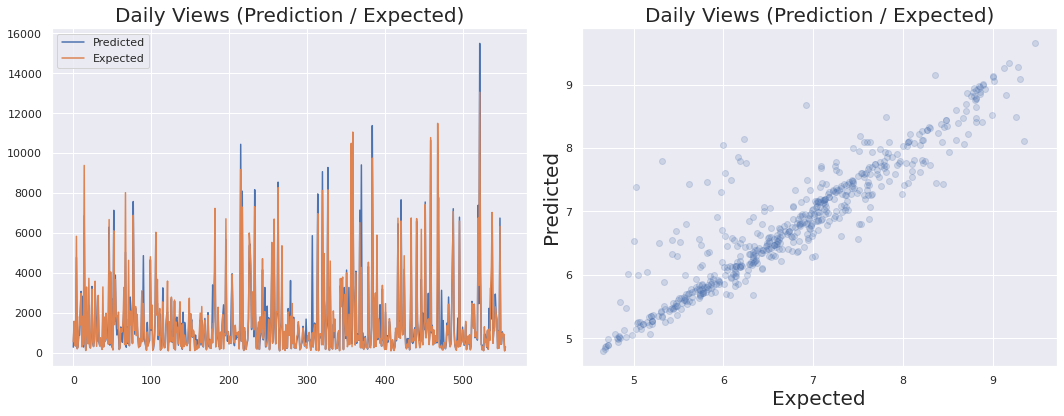 Daily Views (Prediction / Expected)
16000
14000
12000
10000
8000
6000
4000
2000
0
Predicted
Expected
0 100 200 300 400 500
Daily Views (Prediction / Expected)
Predicted
9
8
7
6
5
5 6 7 8 9
Expected